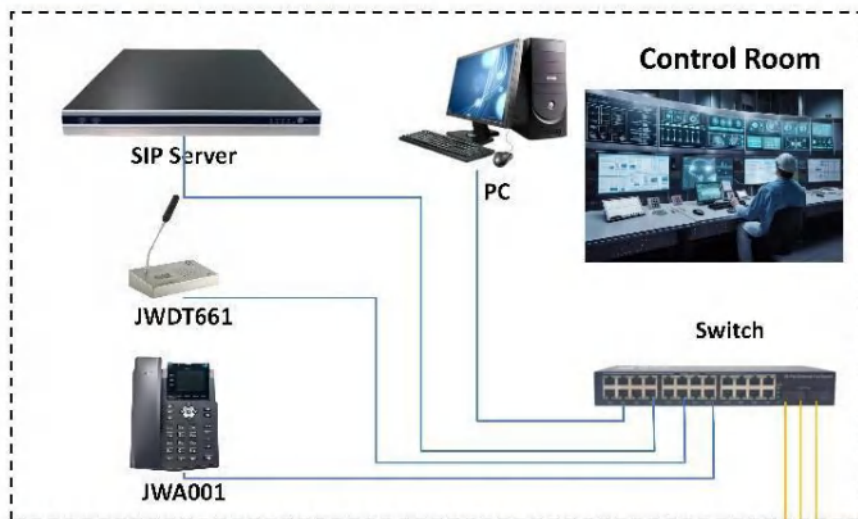 Control Room
SIP Server
PC
JWDT661
Switch
JWA001